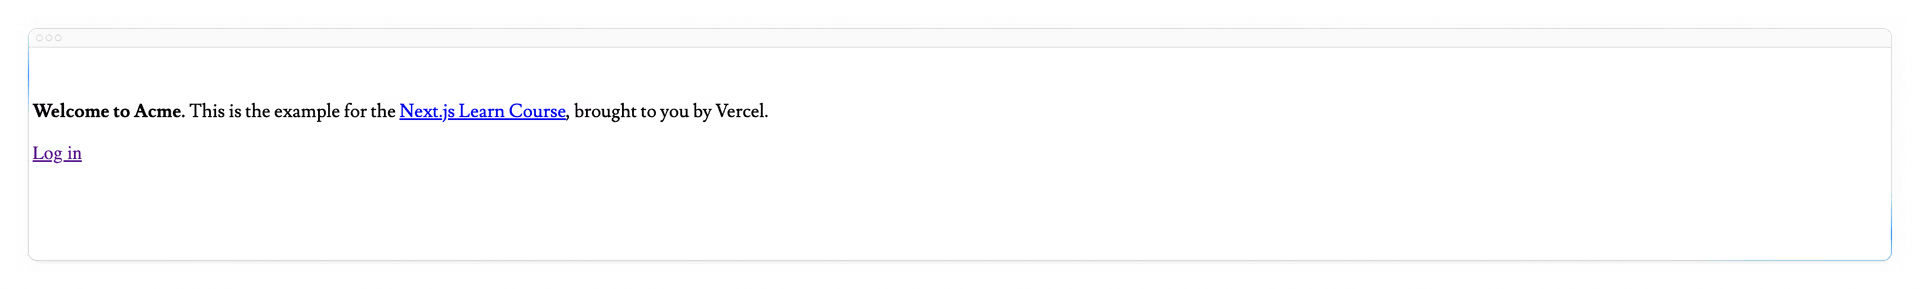 Welcome to Acme. This is the example for the Next.js Learn Course, brought to you by Vercel.
Log in